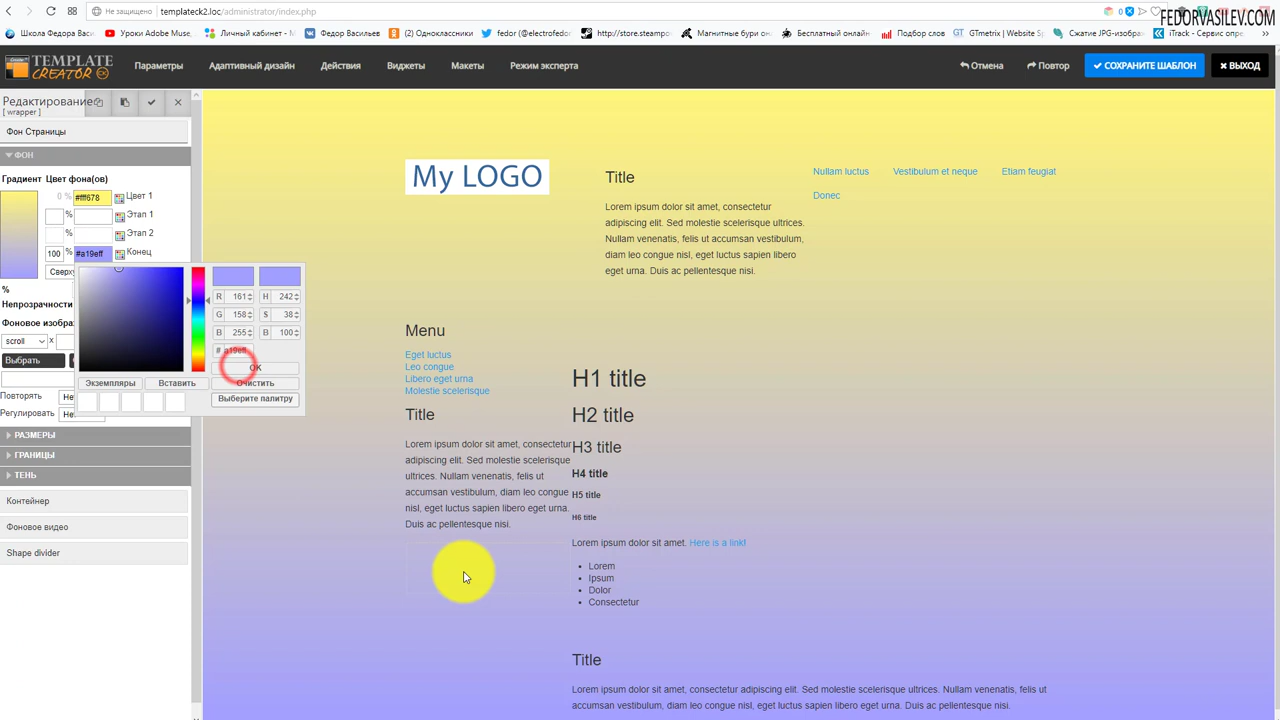 Не защищено templateck2.loc/administrator/index.php
FEDORVASILEV.COM
Школа Федора Васи. Уроки Adobe Muse, Личный кабинет - М Федор Васильев (2) Одноклассники fedor (@electrofedor) http://store.steampo Магнитные бури он Бесплатный онлайн Подбор слов GTmetrix | Website S Сжатие JPG-изображ iTrack - Сервис опре
TEMPLATE CREATOR CK
Параметры Адаптивный дизайн Действия Виджеты Макеты Режим эксперта Отмена Повтор СОХРАНИТЕ ШАБЛОН ВЫХОД
Редактирование
[ wrapper ]
Фон Страницы
ФОН
Градиент Цвет фона(ов)
0 % #fff678 Цвет 1
% Этап 1
% Этап 2
100 % #a19eff Конец
Сверху
%
Непрозрачности
Фоновое изобра
scroll x
Выбрать
Повторять Не
Регулировать Не
R 161 H 242
G 158 S 38
B 255 B 100
# a19eff
OK
Экземпляры Вставить Очистить
Выберите палитру
РАЗМЕРЫ
ГРАНИЦЫ
ТЕНЬ
Контейнер
Фоновое видео
Shape divider
My LOGO
Title
Lorem ipsum dolor sit amet, consectetur
adipiscing elit. Sed molestie scelerisque ultrices.
Nullam venenatis, felis ut accumsan vestibulum,
diam leo congue nisl, eget luctus sapien libero
eget urna. Duis ac pellentesque nisi.
Nullam luctus Vestibulum et neque Etiam feugiat
Donec
Menu
Eget luctus
Leo congue
Libero eget urna
Molestie scelerisque
Title
Lorem ipsum dolor sit amet, consectetur
adipiscing elit. Sed molestie scelerisque
ultrices. Nullam venenatis, felis ut
accumsan vestibulum, diam leo congue
nisl, eget luctus sapien libero eget urna.
Duis ac pellentesque nisi.
H1 title
H2 title
H3 title
H4 title
H5 title
H6 title
Lorem ipsum dolor sit amet. Here is a link!
Lorem
Ipsum
Dolor
Consectetur
Title
Lorem ipsum dolor sit amet, consectetur adipiscing elit. Sed molestie scelerisque ultrices. Nullam venenatis, felis ut
accumsan vestibulum, diam leo congue nisl, eget luctus sapien libero eget urna. Duis ac pellentesque nisi.